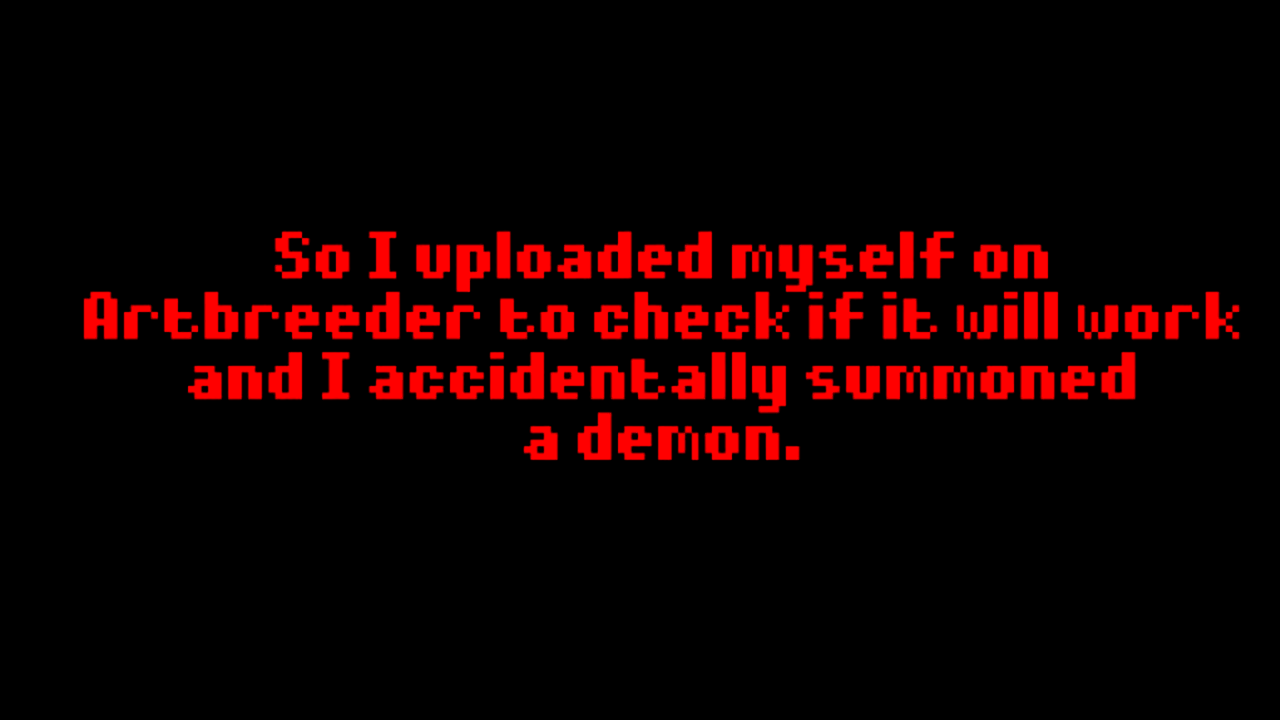 So I uploaded myself on
Artbreeder to check if it will work
and I accidentally summoned
a demon.